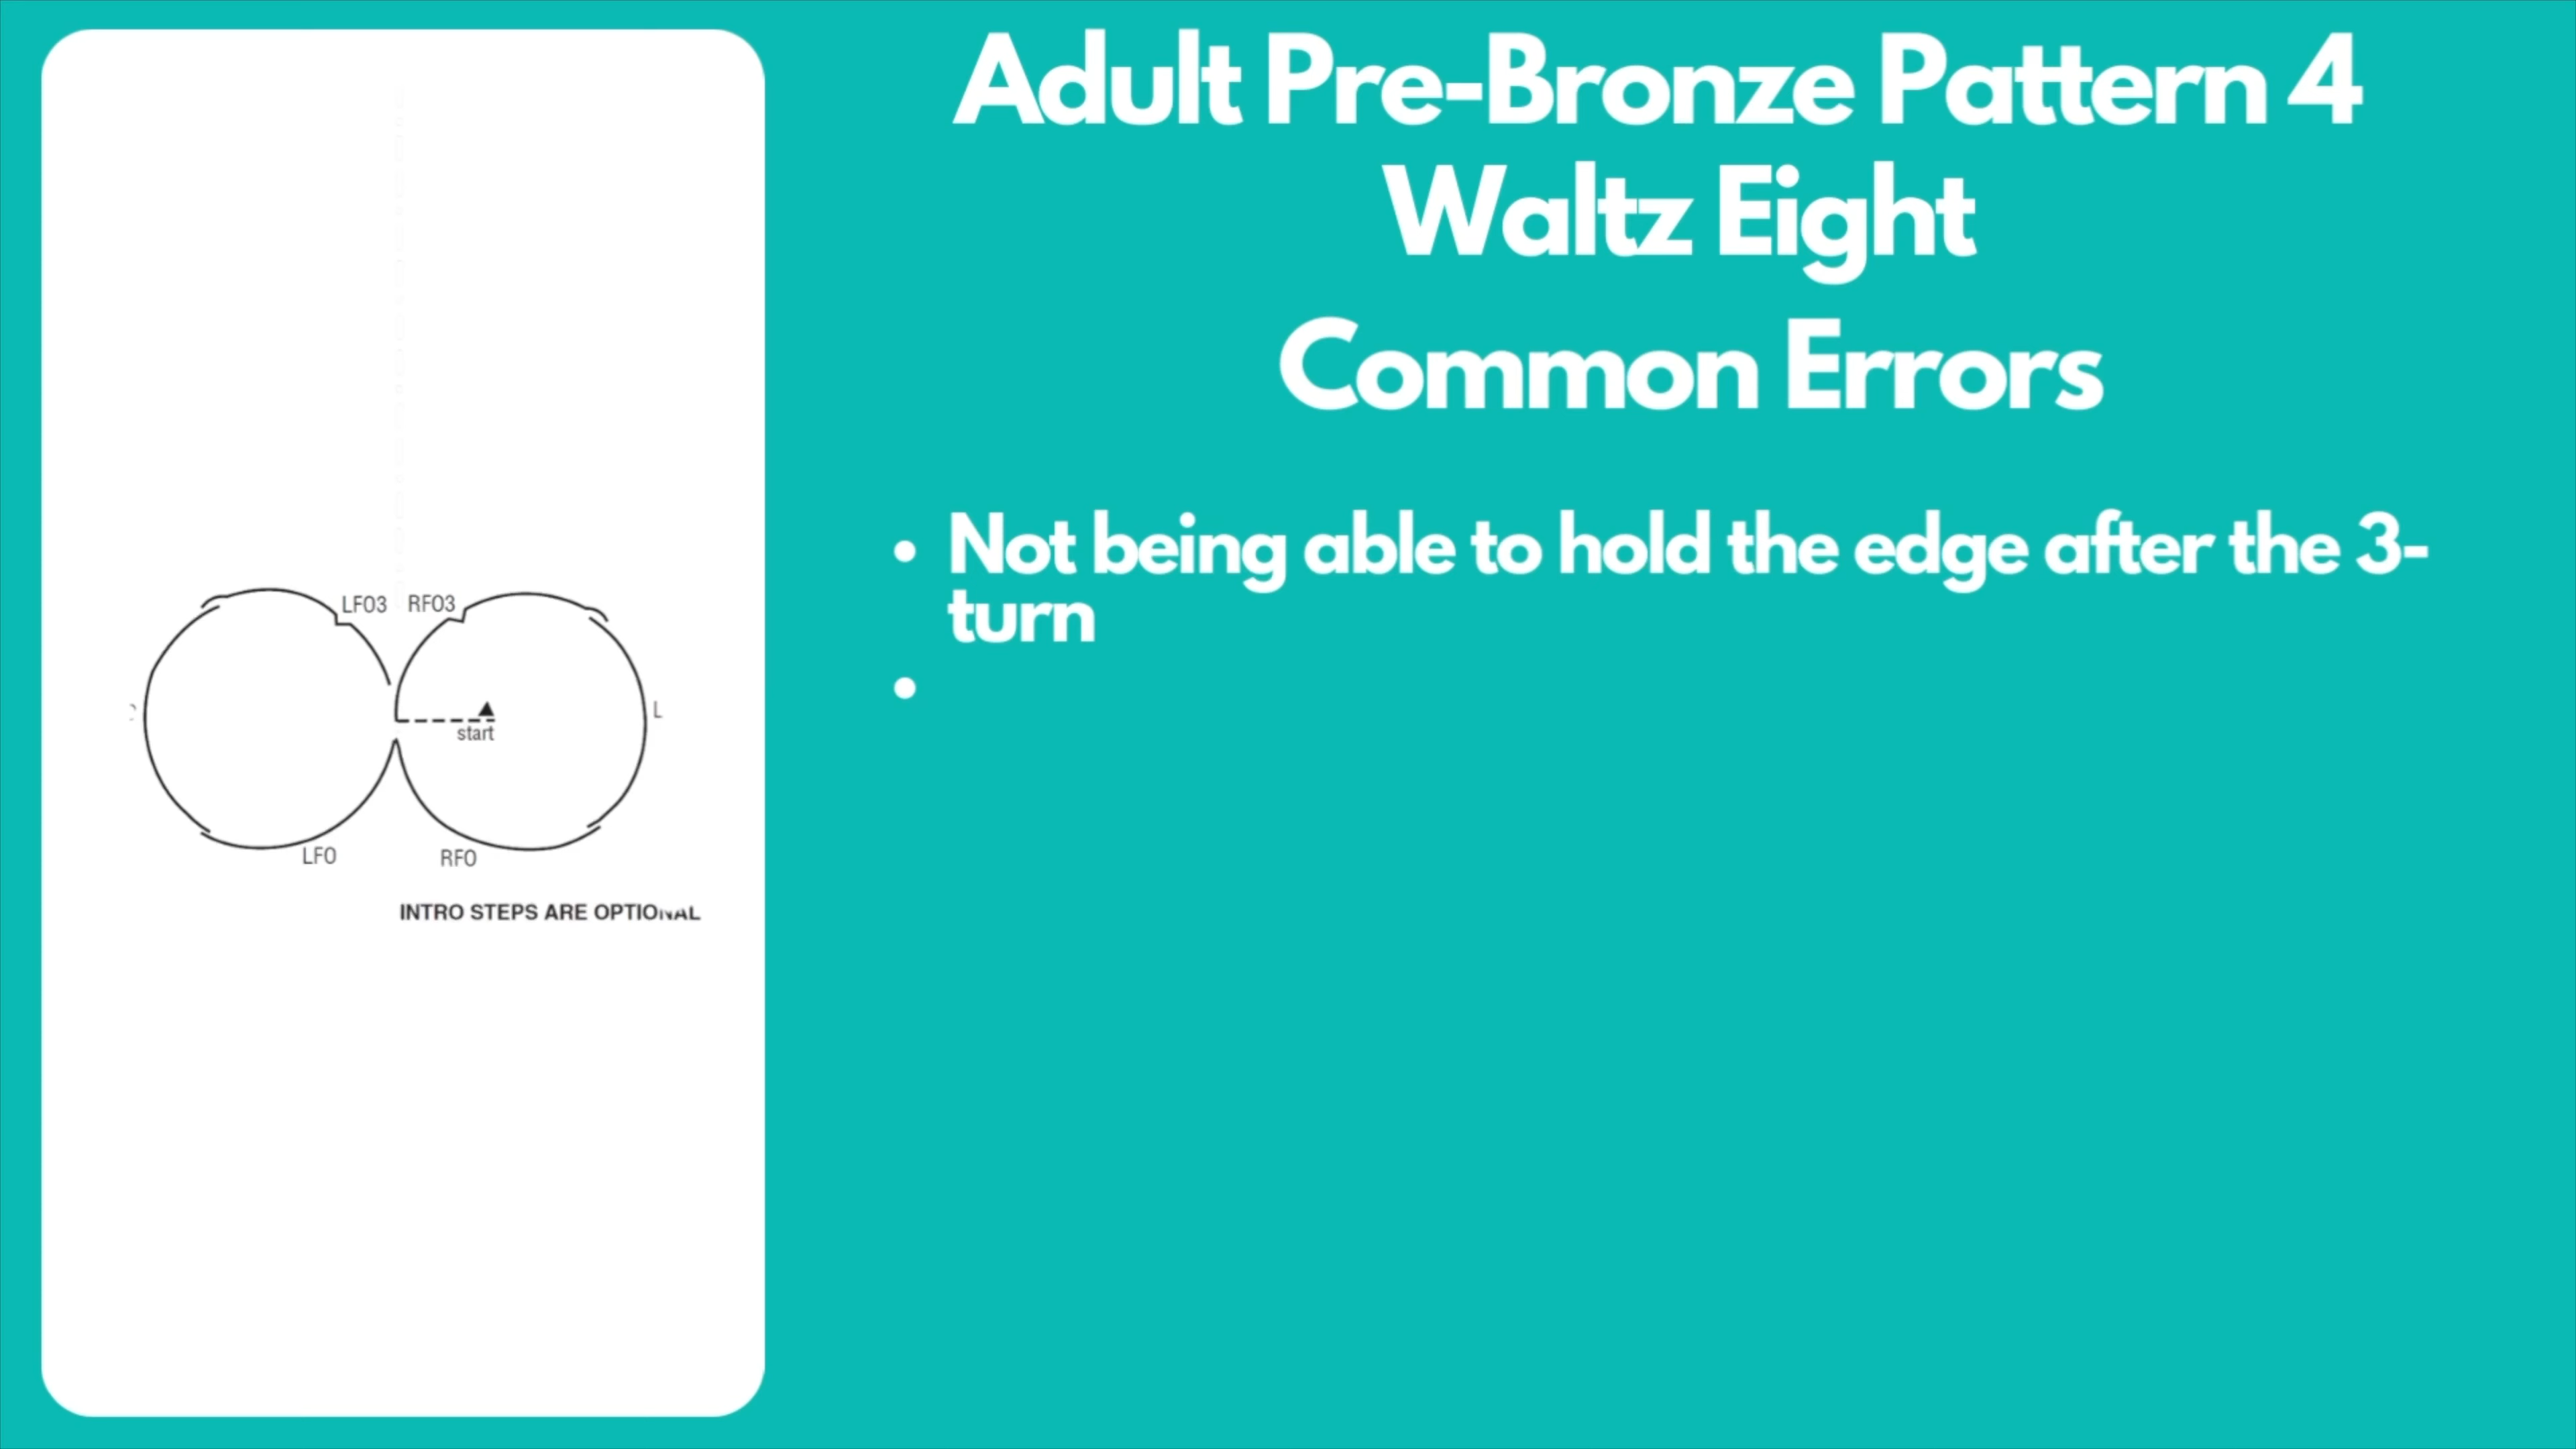 Adult Pre-Bronze Pattern 4
Waltz Eight
Common Errors
• Not being able to hold the edge after the 3-
turn
•
LFO3 RFO3
L
start
LFO RFO
INTRO STEPS ARE OPTIONAL